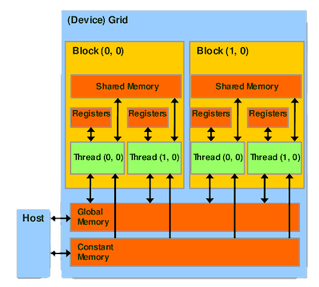 (Device) Grid
Block (0, 0)
Block (1, 0)
Shared Memory
Shared Memory
Registers
Registers
Registers
Registers
Thread (0, 0)
Thread (1, 0)
Thread (0, 0)
Thread (1, 0)
Host
Global
Memory
Constant
Memory